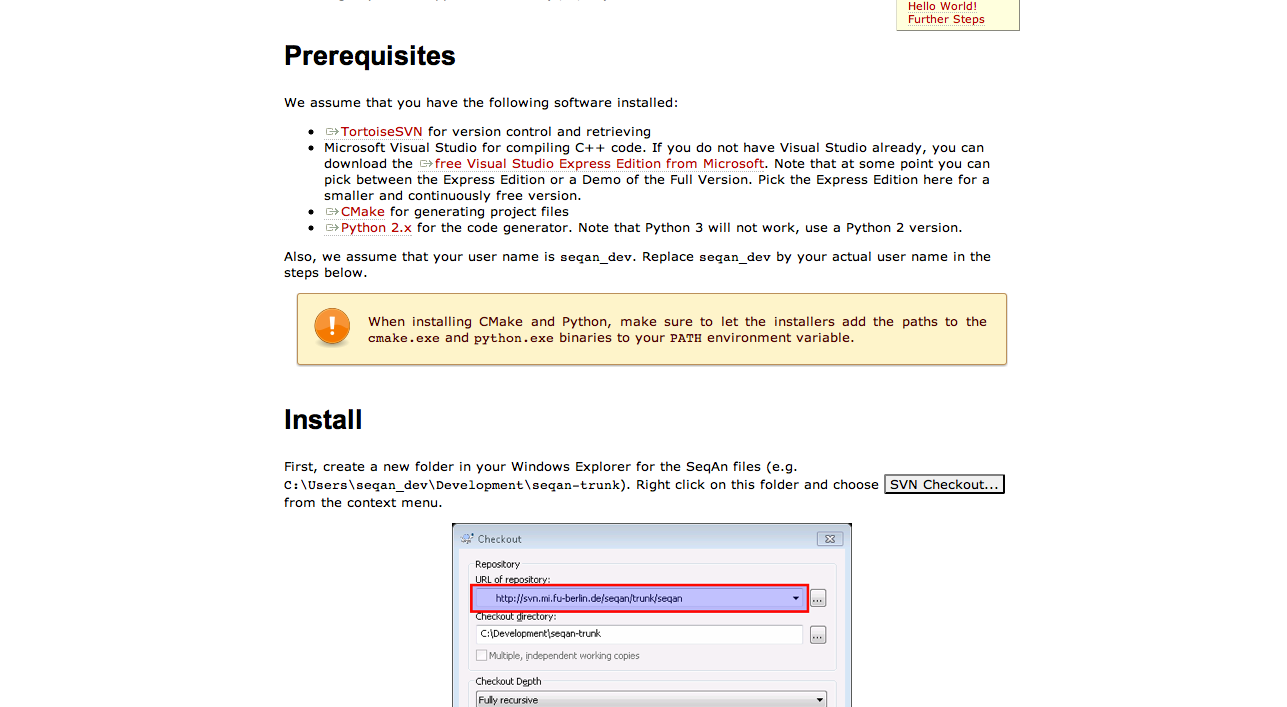 Hello World!
Further Steps
Prerequisites
We assume that you have the following software installed:
TortoiseSVN for version control and retrieving
Microsoft Visual Studio for compiling C++ code. If you do not have Visual Studio already, you can
download the free Visual Studio Express Edition from Microsoft. Note that at some point you can
pick between the Express Edition or a Demo of the Full Version. Pick the Express Edition here for a
smaller and continuously free version.
CMake for generating project files
Python 2.x for the code generator. Note that Python 3 will not work, use a Python 2 version.
Also, we assume that your user name is seqan_dev. Replace seqan_dev by your actual user name in the
steps below.
When installing CMake and Python, make sure to let the installers add the paths to the
cmake.exe and python.exe binaries to your PATH environment variable.
Install
First, create a new folder in your Windows Explorer for the SeqAn files (e.g.
C:\Users\seqan_dev\Development\seqan-trunk). Right click on this folder and choose SVN Checkout...
from the context menu.
Checkout
Repository
URL of repository:
http://svn.mi.fu-berlin.de/seqan/trunk/seqan
...
Checkout directory:
C:\Development\seqan-trunk
...
Multiple, independent working copies
Checkout Depth
Fully recursive